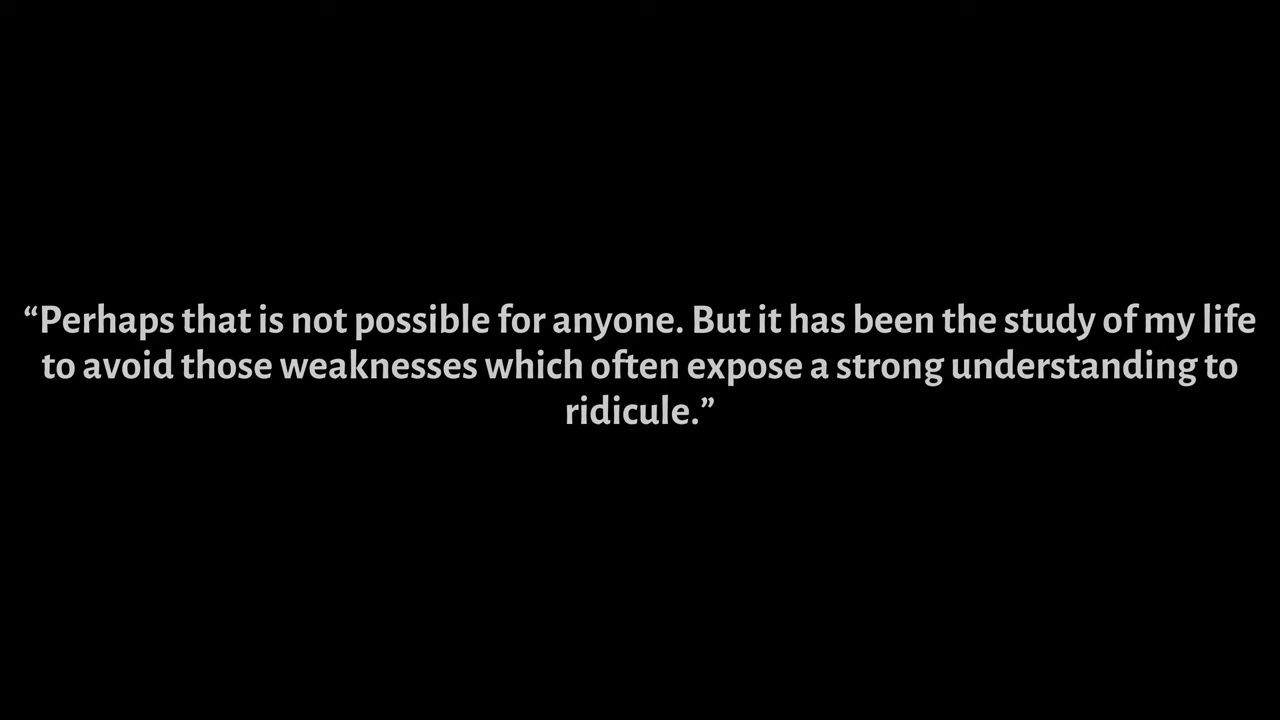 “Perhaps that is not possible for anyone. But it has been the study of my life
to avoid those weaknesses which often expose a strong understanding to
ridicule.”